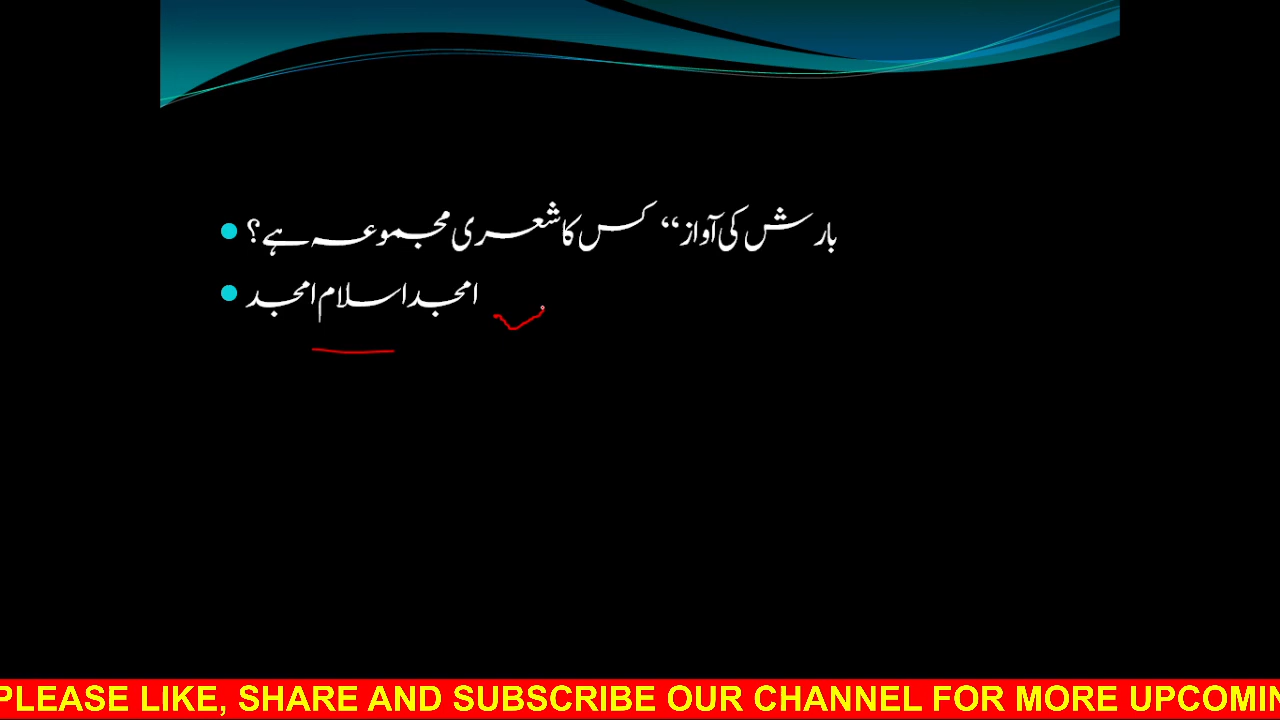 بارش کی آواز“ کس کا شعری مجموعہ ہے؟
امجد اسلام امجد
PLEASE LIKE, SHARE AND SUBSCRIBE OUR CHANNEL FOR MORE UPCOMIN